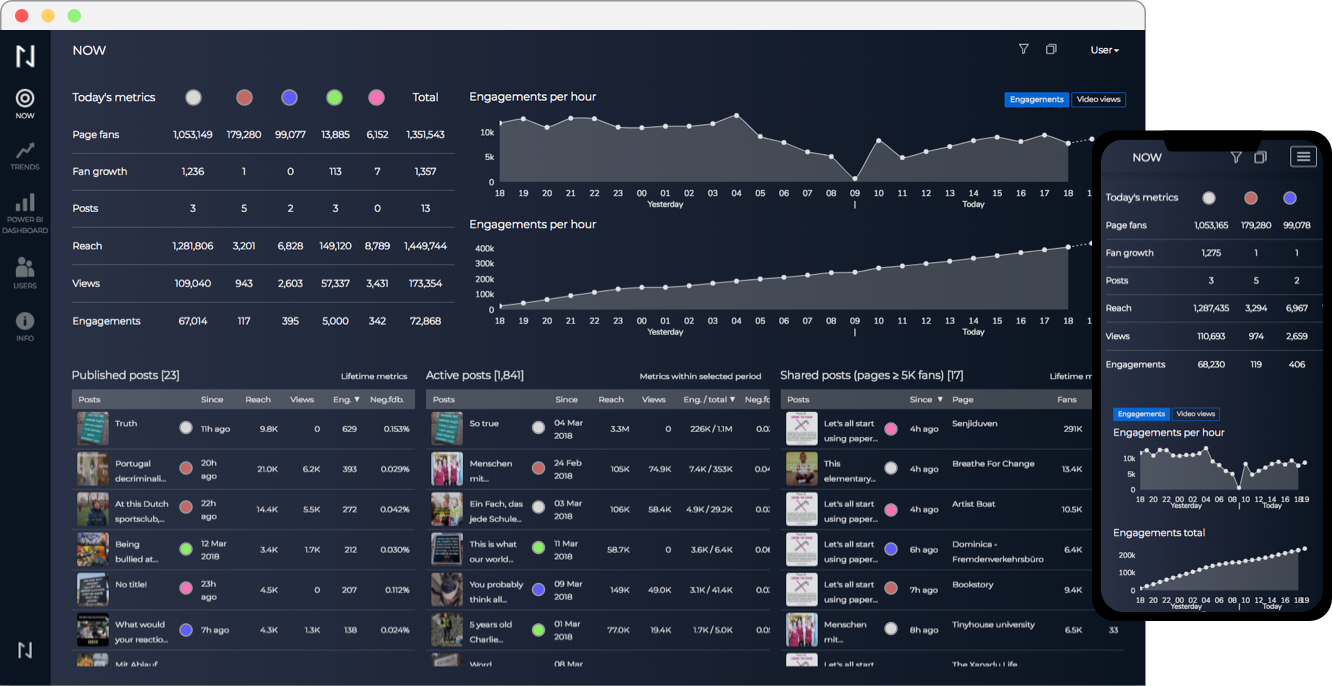 NOW
User
NOW
TRENDS
POWER BI
DASHBOARD
USERS
INFO
Today's metrics Total
Page fans 1,053,149 179,280 99,077 13,885 6,152 1,351,543
Fan growth 1,236 1 0 113 7 1,357
Posts 3 5 2 3 0 13
Reach 1,281,806 3,201 6,828 149,120 8,789 1,449,744
Views 109,040 943 2,603 57,337 3,431 173,354
Engagements 67,014 117 395 5,000 342 72,868
Engagements per hour
Engagements Video views
10k
5k
0
18 19 20 21 22 23 00 01 02 03 04 05 06 07 08 09 10 11 12 13 14 15 16 17 18 1
Yesterday | Today
Engagements per hour
400k
300k
200k
100k
0
18 19 20 21 22 23 00 01 02 03 04 05 06 07 08 09 10 11 12 13 14 15 16 17 18 1
Yesterday | Today
Published posts [23] Lifetime metrics
Posts Since Reach Views Eng. ▼ Neg.fdb.
Truth 11h ago 9.8K 0 629 0.153%
Portugal decriminali... 20h ago 21.0K 6.2K 393 0.029%
At this Dutch sportsclub,... 22h ago 14.4K 5.5K 272 0.042%
Being bullied at... 12 Mar 2018 3.4K 1.7K 212 0.030%
No title! 23h ago 4.5K 0 207 0.112%
What would your reactio... 7h ago 4.3K 1.3K 138 0.024%
Mit Ablauf
Active posts [1,841] Metrics within selected period
Posts Since Reach Views Eng. / total ▼ Neg.fc
So true 04 Mar 2018 3.3M 0 226K / 1.1M 0.0
Menschen mit... 24 Feb 2018 105K 74.9K 7.4K / 353K 0.04
Ein Fach, das jede Schule... 03 Mar 2018 106K 58.4K 4.9K / 29.2K 0.0
This is what our world... 11 Mar 2018 58.7K 0 3.6K / 6.4K 0.06
You probably think all... 09 Mar 2018 149K 49.0K 3.1K / 41.4K 0.0
5 years old Charlie... 01 Mar 2018 77.0K 19.4K 1.7K / 5.0K 0.0
Word 08 Mar
Shared posts (pages ≥ 5K fans) [17] Lifetime m
Posts Since ▼ Page Fans
Let's all start using paper... 4h ago Senjiduven 291K
This elementary... 4h ago Breathe For Change 13.4K
Let's all start using paper... 4h ago Artist Boat 10.5K
Let's all start using paper... 6h ago Dominica - Fremdenverkehrsbüro 6.4K
Let's all start using paper... 7h ago Bookstory 9.4K
Menschen mit... 8h ago Tinyhouse university 6.5K 33
Let's all start The Xanadu Life
NOW
Today's metrics
Page fans 1,053,165 179,280 99,078
Fan growth 1,275 1 1
Posts 3 5 2
Reach 1,287,435 3,294 6,967
Views 110,693 974 2,659
Engagements 68,230 119 406
Engagements Video views
Engagements per hour
10k
5k
0
18 20 22 00 02 04 06 08 10 12 14 16 1819
Yesterday | Today
Engagements total
200k
100k
0
18 20 22 00 02 04 06 08 10 12 14 16 1819
Yesterday | Today